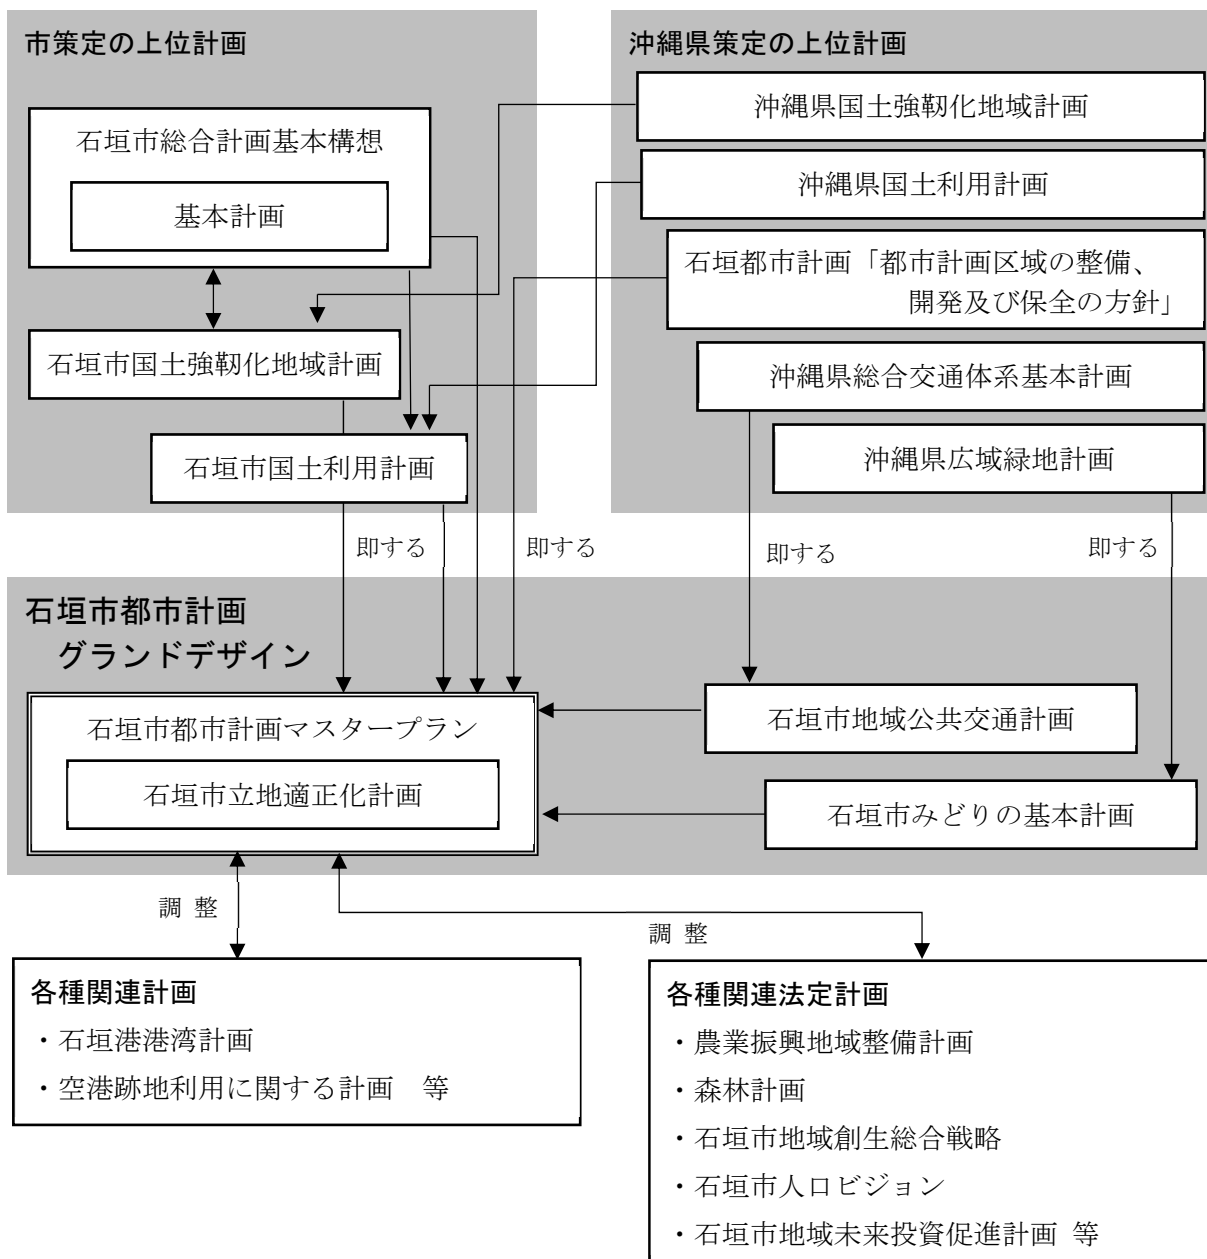 市策定の上位計画
石垣市総合計画基本構想
基本計画
石垣市国土強靭化地域計画
石垣市国土利用計画
沖縄県策定の上位計画
沖縄県国土強靭化地域計画
沖縄県国土利用計画
石垣都市計画「都市計画区域の整備、
開発及び保全の方針」
沖縄県総合交通体系基本計画
沖縄県広域緑地計画
即する
即する
即する
即する
石垣市都市計画
グランドデザイン
石垣市都市計画マスタープラン
石垣市立地適正化計画
石垣市地域公共交通計画
石垣市みどりの基本計画
調 整
調 整
各種関連計画
・石垣港港湾計画
・空港跡地利用に関する計画　等
各種関連法定計画
・農業振興地域整備計画
・森林計画
・石垣市地域創生総合戦略
・石垣市人口ビジョン
・石垣市地域未来投資促進計画 等